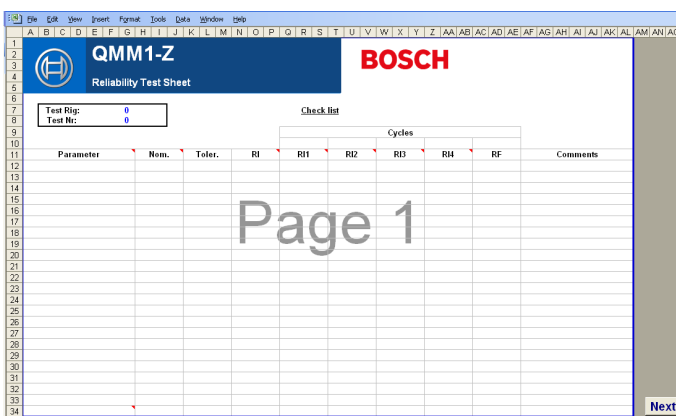 File Edit View Insert Format Tools Data Window Help
A B C D E F G H I J K L M N O P Q R S T U V W X Y Z AA AB AC AD AE AF AG AH AI AJ AK AL AM AN AO
1
2 QMM1-Z BOSCH
3
4 Reliability Test Sheet
5
6
7 Test Rig: 0 Check list
8 Test Nr: 0
9 Cycles
10
11 Parameter Nom. Toler. RI RI1 RI2 RI3 RI4 RF Comments
12
13
14
15
16
17 Page 1
18
19
20
21
22
23
24
25
26
27
28
29
30
31
32
33
34 Next